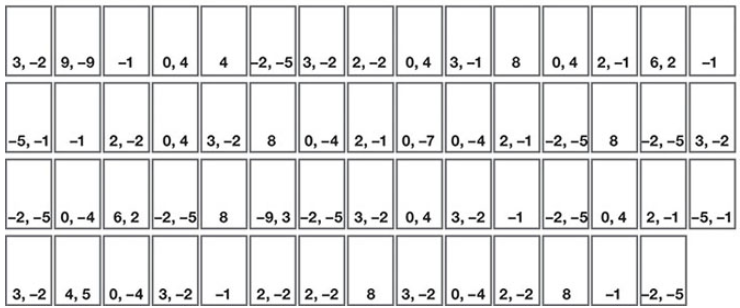 3, –2 9, –9 –1 0, 4 4 –2, –5 3, –2 2, –2 0, 4 3, –1 8 0, 4 2, –1 6, 2 –1
–5, –1 –1 2, –2 0, 4 3, –2 8 0, –4 2, –1 0, –7 0, –4 2, –1 –2, –5 8 –2, –5 3, –2
–2, –5 0, –4 6, 2 –2, –5 8 –9, 3 –2, –5 3, –2 0, 4 3, –2 –1 –2, –5 0, 4 2, –1 –5, –1
3, –2 4, 5 0, –4 3, –2 –1 2, –2 2, –2 8 3, –2 0, –4 2, –2 8 –1 –2, –5